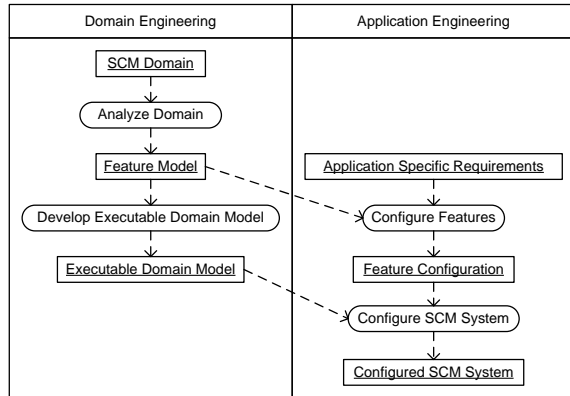 Domain Engineering
Application Engineering
SCM Domain
Analyze Domain
Feature Model
Application Specific Requirements
Develop Executable Domain Model
Configure Features
Executable Domain Model
Feature Configuration
Configure SCM System
Configured SCM System